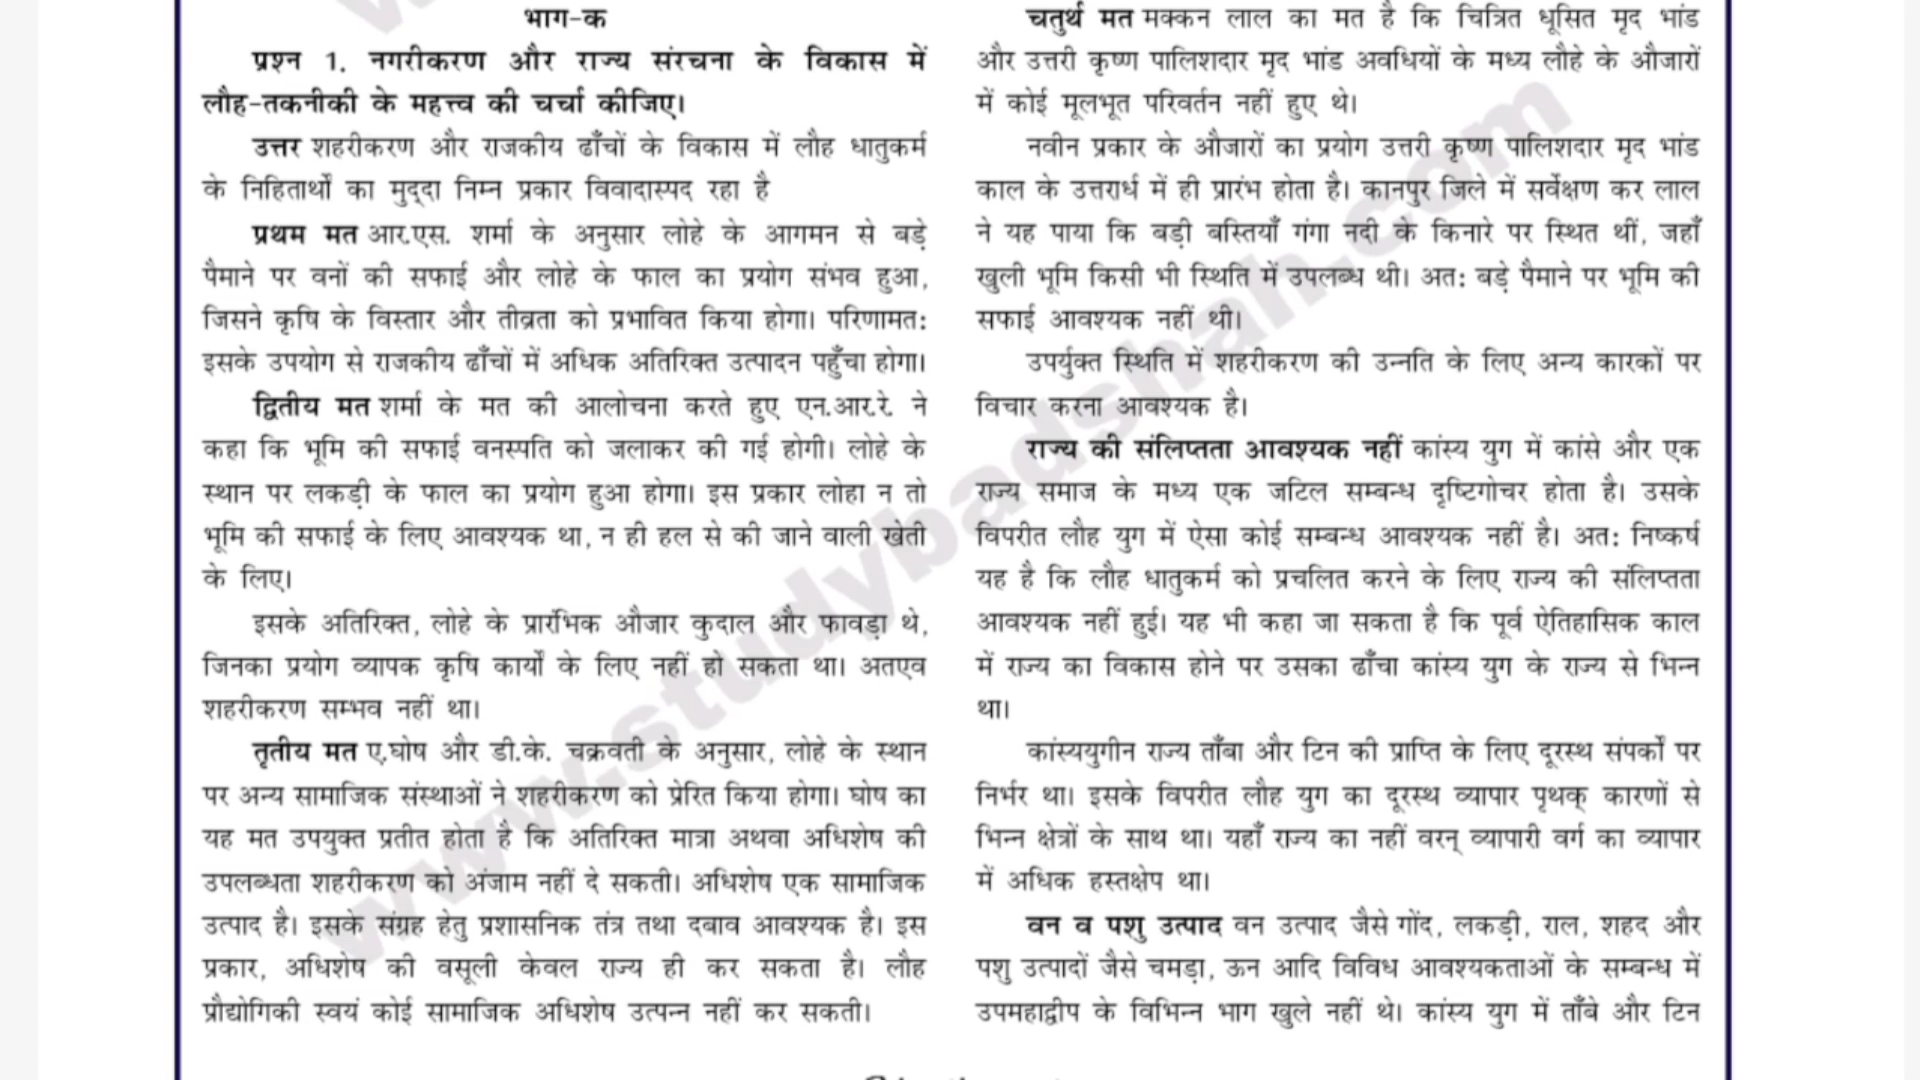 भाग-क
प्रश्न 1. नगरीकरण और राज्य संरचना के विकास में
लौह-तकनीकी के महत्त्व की चर्चा कीजिए।
उत्तर शहरीकरण और राजकीय ढाँचों के विकास में लौह धातुकर्म
के निहितार्थों का मुद्दा निम्न प्रकार विवादास्पद रहा है
प्रथम मत आर.एस. शर्मा के अनुसार लोहे के आगमन से बड़े
पैमाने पर वनों की सफाई और लोहे के फाल का प्रयोग संभव हुआ,
जिसने कृषि के विस्तार और तीव्रता को प्रभावित किया होगा। परिणामत:
इसके उपयोग से राजकीय ढाँचों में अधिक अतिरिक्त उत्पादन पहुँचा होगा।
द्वितीय मत शर्मा के मत की आलोचना करते हुए एन.आर.रे. ने
कहा कि भूमि की सफाई वनस्पति को जलाकर की गई होगी। लोहे के
स्थान पर लकड़ी के फाल का प्रयोग हुआ होगा। इस प्रकार लोहा न तो
भूमि की सफाई के लिए आवश्यक था, न ही हल से की जाने वाली खेती
के लिए।
इसके अतिरिक्त, लोहे के प्रारंभिक औजार कुदाल और फावड़ा थे,
जिनका प्रयोग व्यापक कृषि कार्यों के लिए नहीं हो सकता था। अतएव
शहरीकरण सम्भव नहीं था।
तृतीय मत ए.घोष और डी.के. चक्रवर्ती के अनुसार, लोहे के स्थान
पर अन्य सामाजिक संस्थाओं ने शहरीकरण को प्रेरित किया होगा। घोष का
यह मत उपयुक्त प्रतीत होता है कि अतिरिक्त मात्रा अथवा अधिशेष की
उपलब्धता शहरीकरण को अंजाम नहीं दे सकती। अधिशेष एक सामाजिक
उत्पाद है। इसके संग्रह हेतु प्रशासनिक तंत्र तथा दबाव आवश्यक है। इस
प्रकार, अधिशेष की वसूली केवल राज्य ही कर सकता है। लौह
प्रौद्योगिकी स्वयं कोई सामाजिक अधिशेष उत्पन्न नहीं कर सकती।
चतुर्थ मत मक्कन लाल का मत है कि चित्रित धूसित मृद भांड
और उत्तरी कृष्ण पालिशदार मृद भांड अवधियों के मध्य लौहे के औजारों
में कोई मूलभूत परिवर्तन नहीं हुए थे।
नवीन प्रकार के औजारों का प्रयोग उत्तरी कृष्ण पालिशदार मृद भांड
काल के उत्तरार्ध में ही प्रारंभ होता है। कानपुर जिले में सर्वेक्षण कर लाल
ने यह पाया कि बड़ी बस्तियाँ गंगा नदी के किनारे पर स्थित थीं, जहाँ
खुली भूमि किसी भी स्थिति में उपलब्ध थी। अत: बड़े पैमाने पर भूमि की
सफाई आवश्यक नहीं थी।
उपर्युक्त स्थिति में शहरीकरण की उन्नति के लिए अन्य कारकों पर
विचार करना आवश्यक है।
राज्य की संलिप्तता आवश्यक नहीं कांस्य युग में कांसे और एक
राज्य समाज के मध्य एक जटिल सम्बन्ध दृष्टिगोचर होता है। उसके
विपरीत लौह युग में ऐसा कोई सम्बन्ध आवश्यक नहीं है। अत: निष्कर्ष
यह है कि लौह धातुकर्म को प्रचलित करने के लिए राज्य की संलिप्तता
आवश्यक नहीं हुई। यह भी कहा जा सकता है कि पूर्व ऐतिहासिक काल
में राज्य का विकास होने पर उसका ढाँचा कांस्य युग के राज्य से भिन्न
था।
कांस्ययुगीन राज्य ताँबा और टिन की प्राप्ति के लिए दूरस्थ संपर्कों पर
निर्भर था। इसके विपरीत लौह युग का दूरस्थ व्यापार पृथक् कारणों से
भिन्न क्षेत्रों के साथ था। यहाँ राज्य का नहीं वरन् व्यापारी वर्ग का व्यापार
में अधिक हस्तक्षेप था।
वन व पशु उत्पाद वन उत्पाद जैसे गोंद, लकड़ी, राल, शहद और
पशु उत्पादों जैसे चमड़ा, ऊन आदि विविध आवश्यकताओं के सम्बन्ध में
उपमहाद्वीप के विभिन्न भाग खुले नहीं थे। कांस्य युग में ताँबे और टिन
www.studybadshah.com